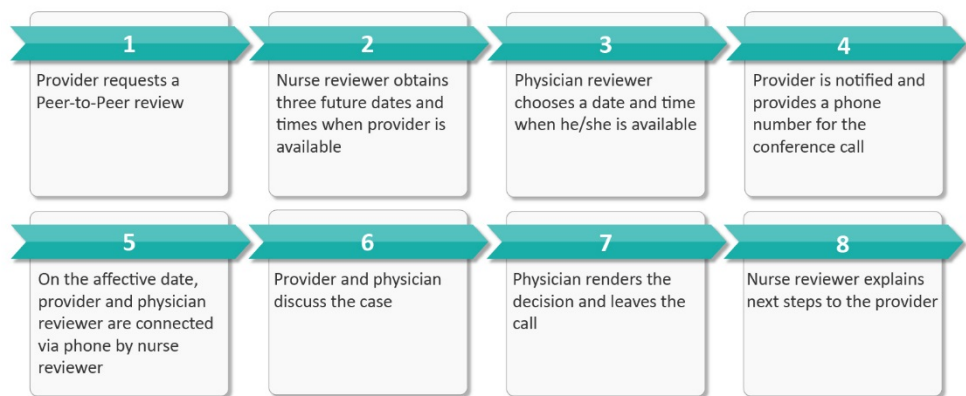 1
Provider requests a
Peer-to-Peer review
2
Nurse reviewer obtains
three future dates and
times when provider is
available
3
Physician reviewer
chooses a date and time
when he/she is available
4
Provider is notified and
provides a phone
number for the
conference call
5
On the affective date,
provider and physician
reviewer are connected
via phone by nurse
reviewer
6
Provider and physician
discuss the case
7
Physician renders the
decision and leaves the
call
8
Nurse reviewer explains
next steps to the provider